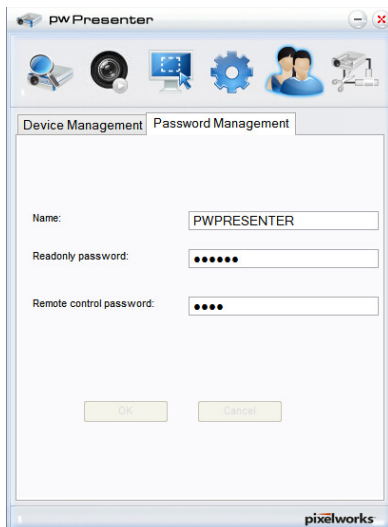 pw Presenter
Device Management Password Management
Name: PWPRESENTER
Readonly password: ●●●●●●
Remote control password: ●●●●
OK Cancel
pixelworks